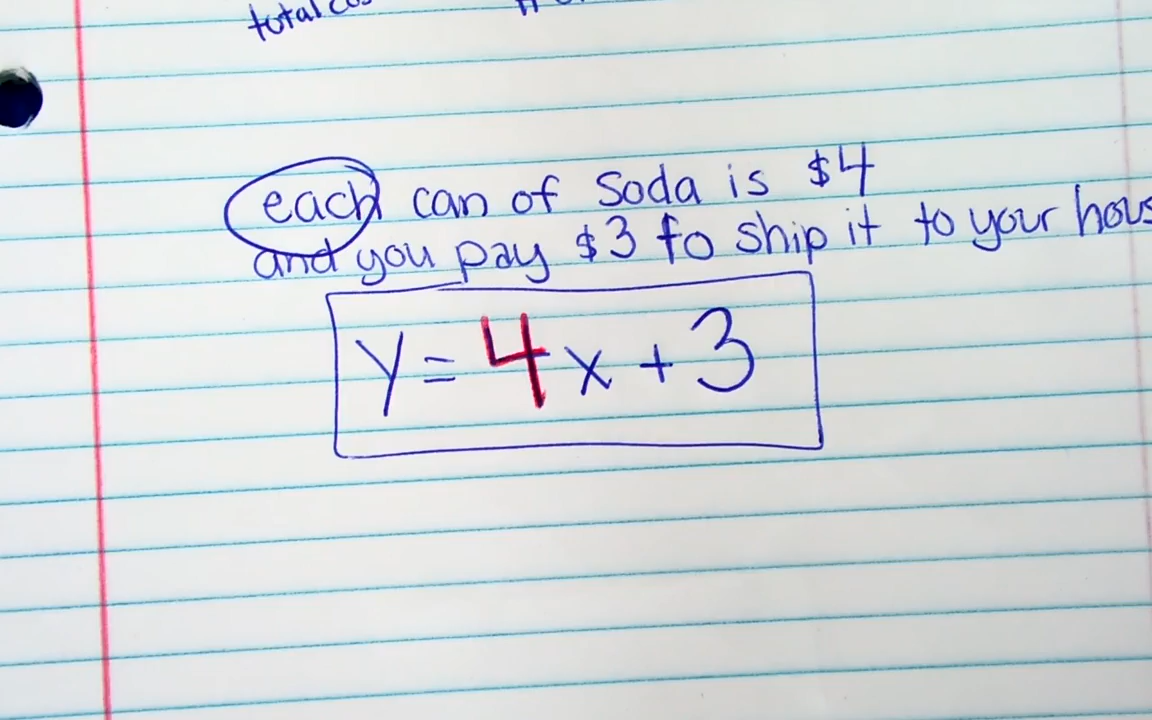 total
each can of Soda is $4
and you pay $3 to ship it to your hous
y = 4x + 3